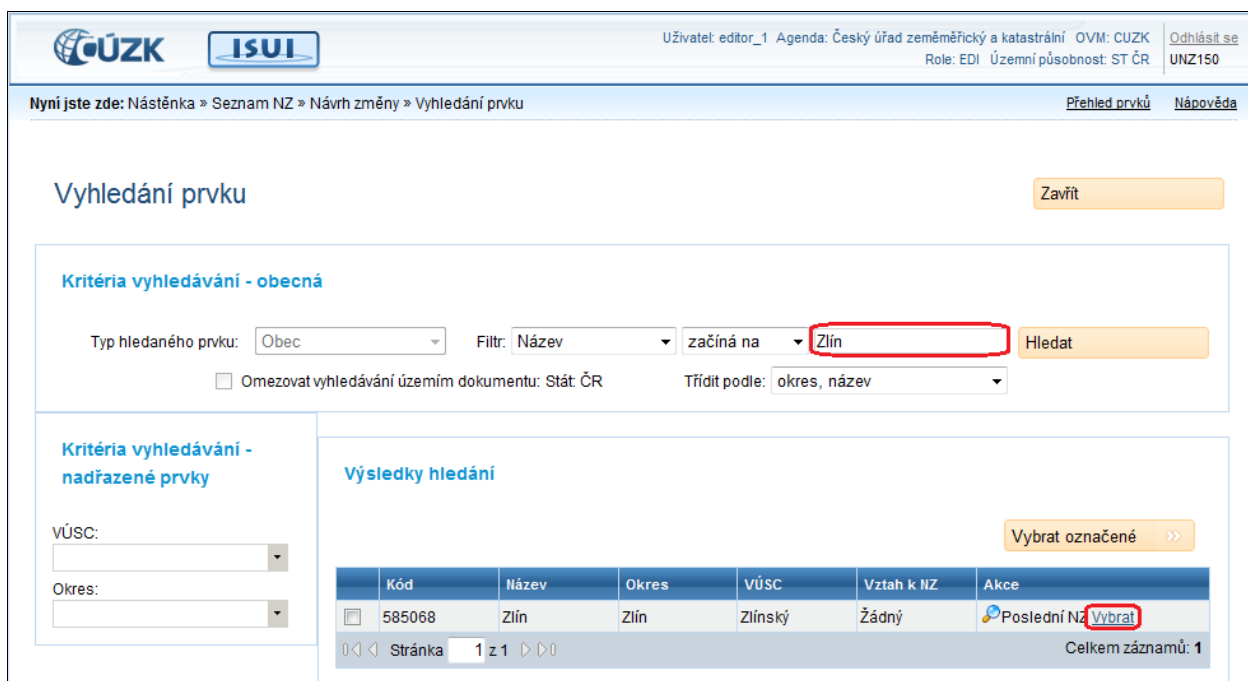 ČÚZK ISUI
Uživatel: editor_1 Agenda: Český úřad zeměměřický a katastrální OVM: CUZK Odhlásit se
Role: EDI Územní působnost: ST ČR UNZ150
Nyní jste zde: Nástěnka » Seznam NZ » Návrh změny » Vyhledání prvku Přehled prvků Nápověda
Vyhledání prvku Zavřít
Kritéria vyhledávání - obecná
Typ hledaného prvku: Obec Filtr: Název začíná na Zlín Hledat
Omezovat vyhledávání územím dokumentu: Stát: ČR Třídit podle: okres, název
Kritéria vyhledávání -
nadřazené prvky
VÚSC:
Okres:
Výsledky hledání
Vybrat označené
Kód Název Okres VÚSC Vztah k NZ Akce
585068 Zlín Zlín Zlínský Žádný Poslední NZ Vybrat
Stránka 1 z 1 Celkem záznamů: 1